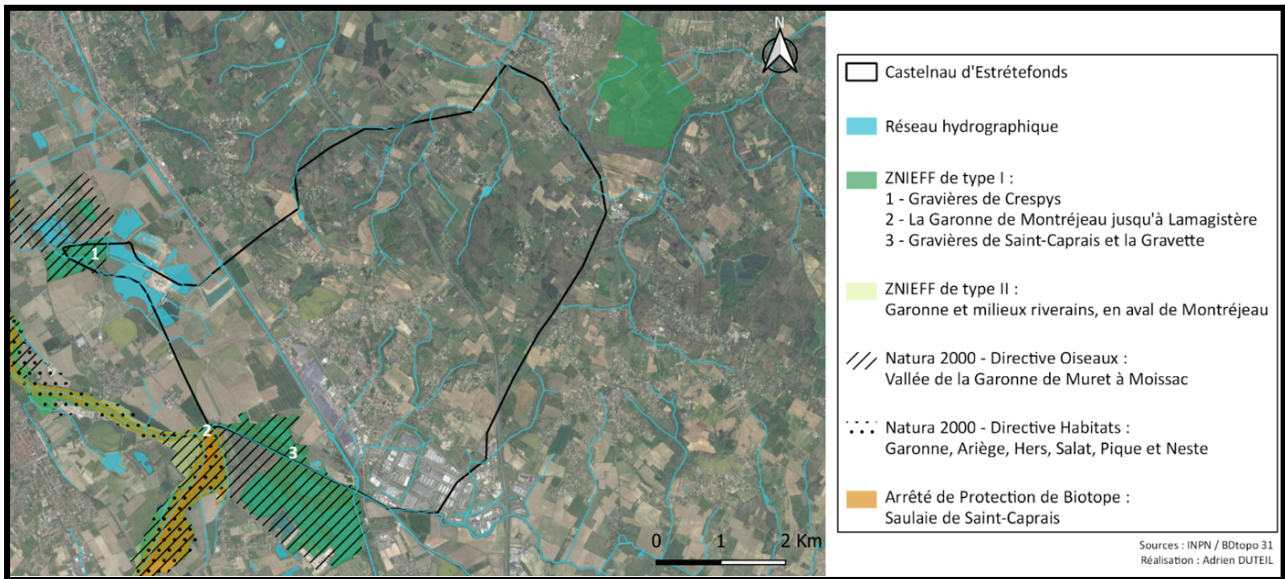 N
1
2
3
0 1 2 Km
Castelnau d'Estrétefonds
Réseau hydrographique
ZNIEFF de type I :
1 - Gravières de Crespys
2 - La Garonne de Montréjeau jusqu'à Lamagistère
3 - Gravières de Saint-Caprais et la Gravette
ZNIEFF de type II :
Garonne et milieux riverains, en aval de Montréjeau
Natura 2000 - Directive Oiseaux :
Vallée de la Garonne de Muret à Moissac
Natura 2000 - Directive Habitats :
Garonne, Ariège, Hers, Salat, Pique et Neste
Arrêté de Protection de Biotope :
Saulaie de Saint-Caprais
Sources : INPN / BDtopo 31
Réalisation : Adrien DUTEIL